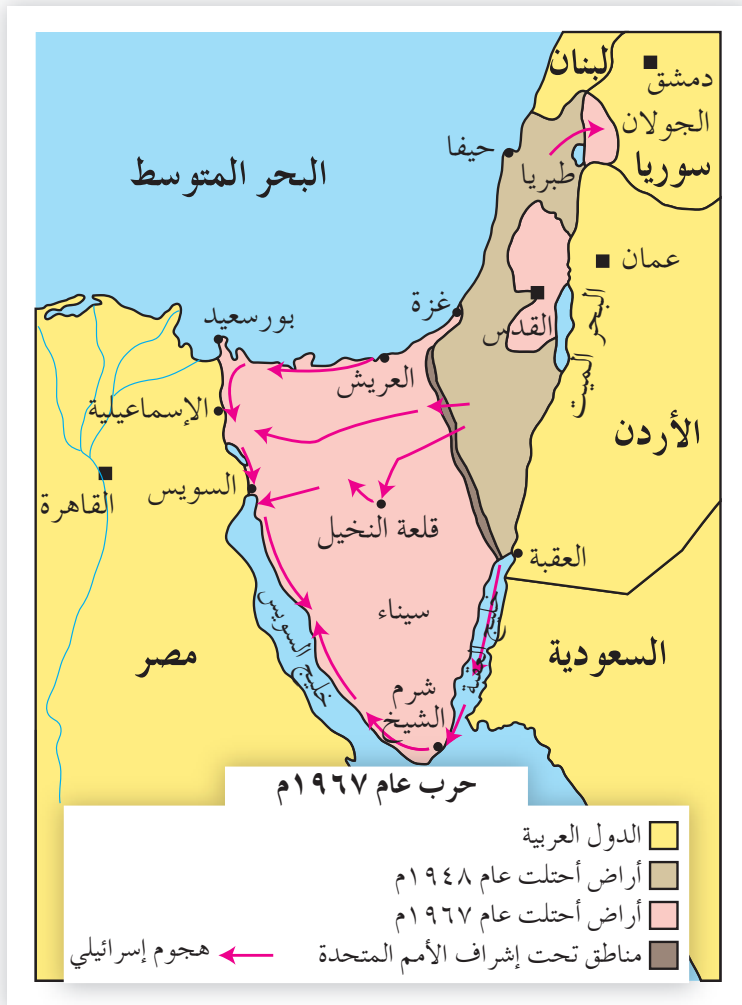 لبنان
دمشق
الجولان
سوريا
حيفا
طبريا
البحر المتوسط
عمان
غزة
القدس
البحر الميت
بورسعيد
العريش
الأردن
الإسماعيلية
السويس
القاهرة
قلعة النخيل
العقبة
سيناء
خليج السويس
خليج العقبة
السعودية
مصر
شرم
الشيخ
حرب عام ١٩٦٧م
الدول العربية
أراض أحتلت عام ١٩٤٨م
أراض أحتلت عام ١٩٦٧م
مناطق تحت إشراف الأمم المتحدة
هجوم إسرائيلي